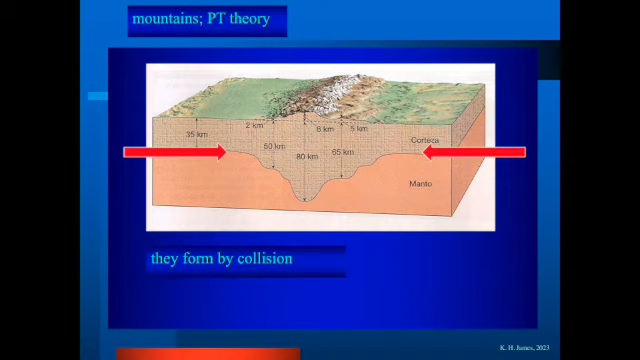 mountains; PT theory
2 km
8 km
5 km
35 km
50 km
80 km
65 km
Corteza
Manto
they form by collision
K. H. James, 2023